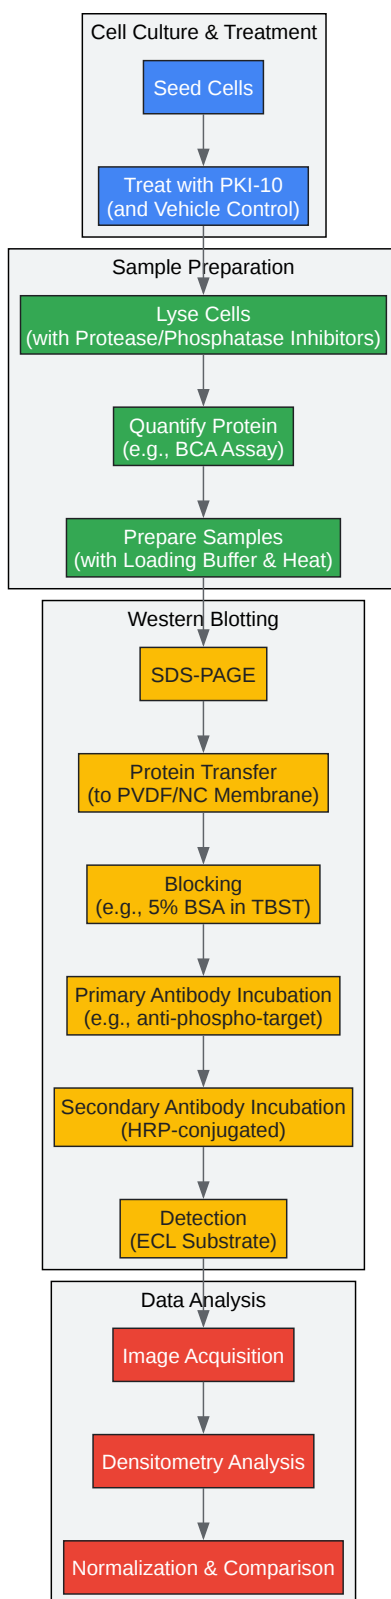 Cell Culture & Treatment
Seed Cells
Treat with PKI-10
(and Vehicle Control)
Sample Preparation
Lyse Cells
(with Protease/Phosphatase Inhibitors)
Quantify Protein
(e.g., BCA Assay)
Prepare Samples
(with Loading Buffer & Heat)
Western Blotting
SDS-PAGE
Protein Transfer
(to PVDF/NC Membrane)
Blocking
(e.g., 5% BSA in TBST)
Primary Antibody Incubation
(e.g., anti-phospho-target)
Secondary Antibody Incubation
(HRP-conjugated)
Detection
(ECL Substrate)
Data Analysis
Image Acquisition
Densitometry Analysis
Normalization & Comparison